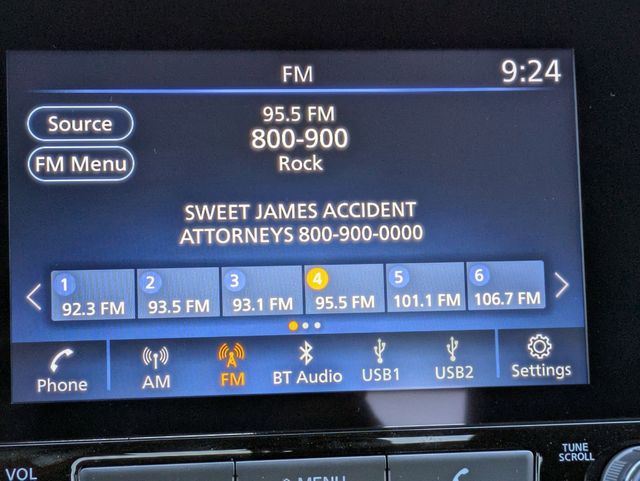 FM
9:24
Source
95.5 FM
800-900
FM Menu
Rock
SWEET JAMES ACCIDENT
ATTORNEYS 800-900-0000
1
92.3 FM
2
93.5 FM
3
93.1 FM
4
95.5 FM
5
101.1 FM
6
106.7 FM
Phone
AM
FM
BT Audio
USB1
USB2
Settings
VOL
MENU
TUNE
SCROLL